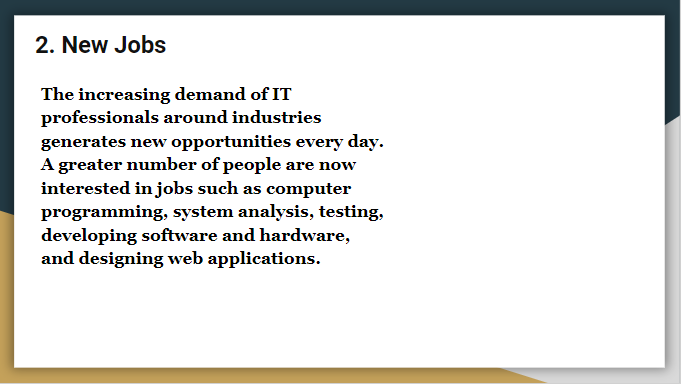 2. New Jobs
The increasing demand of IT
professionals around industries
generates new opportunities every day.
A greater number of people are now
interested in jobs such as computer
programming, system analysis, testing,
developing software and hardware,
and designing web applications.